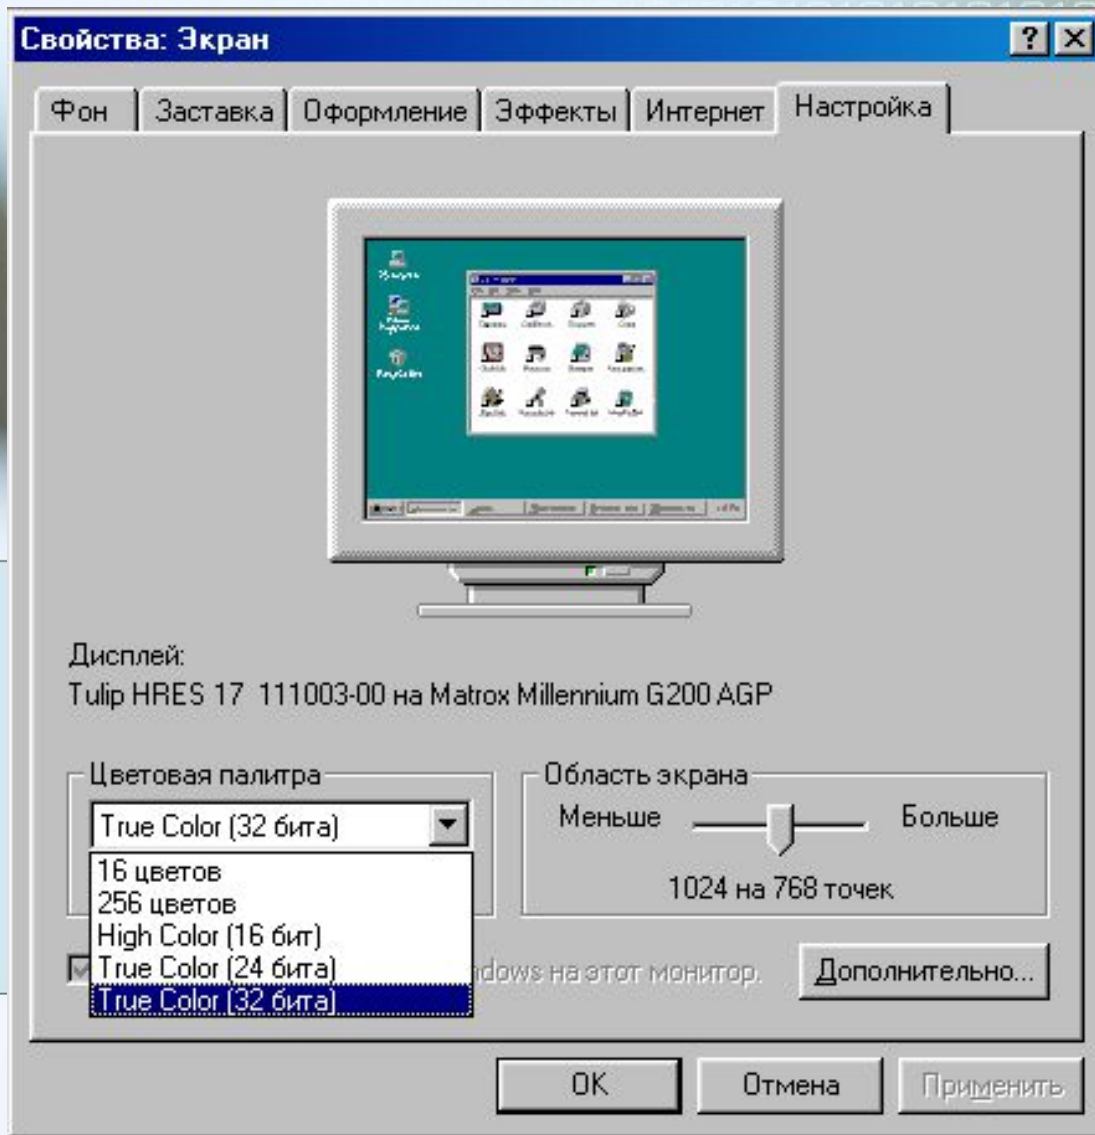 Свойства: Экран
Фон Заставка Оформление Эффекты Интернет Настройка
Дисплей:
Tulip HRES 17 111003-00 на Matrox Millennium G200 AGP
Цветовая палитра
True Color (32 бита)
16 цветов
256 цветов
High Color (16 бит)
True Color (24 бита)
True Color (32 бита)
Область экрана
Меньше Больше
1024 на 768 точек
на этот монитор.
Дополнительно...
OK Отмена Применить